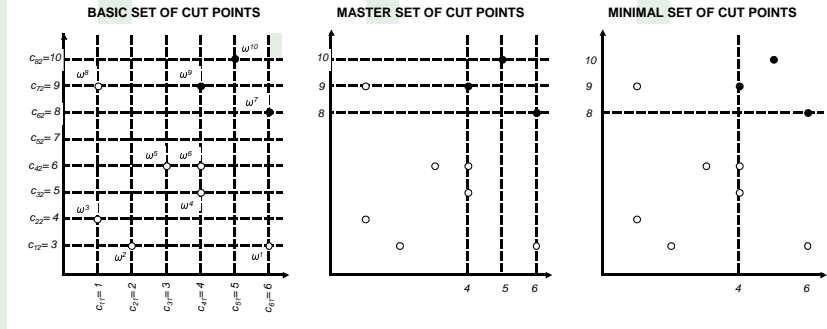 BASIC SET OF CUT POINTS
MASTER SET OF CUT POINTS
MINIMAL SET OF CUT POINTS
c82=10
ω10
c72= 9
ω8
ω9
c62= 8
ω7
c52= 7
c42= 6
ω5
ω6
c32= 5
ω4
c22= 4
ω3
c12= 3
ω2
ω1
c11= 1
c21= 2
c31= 3
c41= 4
c51= 5
c61= 6
10
9
8
4
5
6
10
9
8
4
6